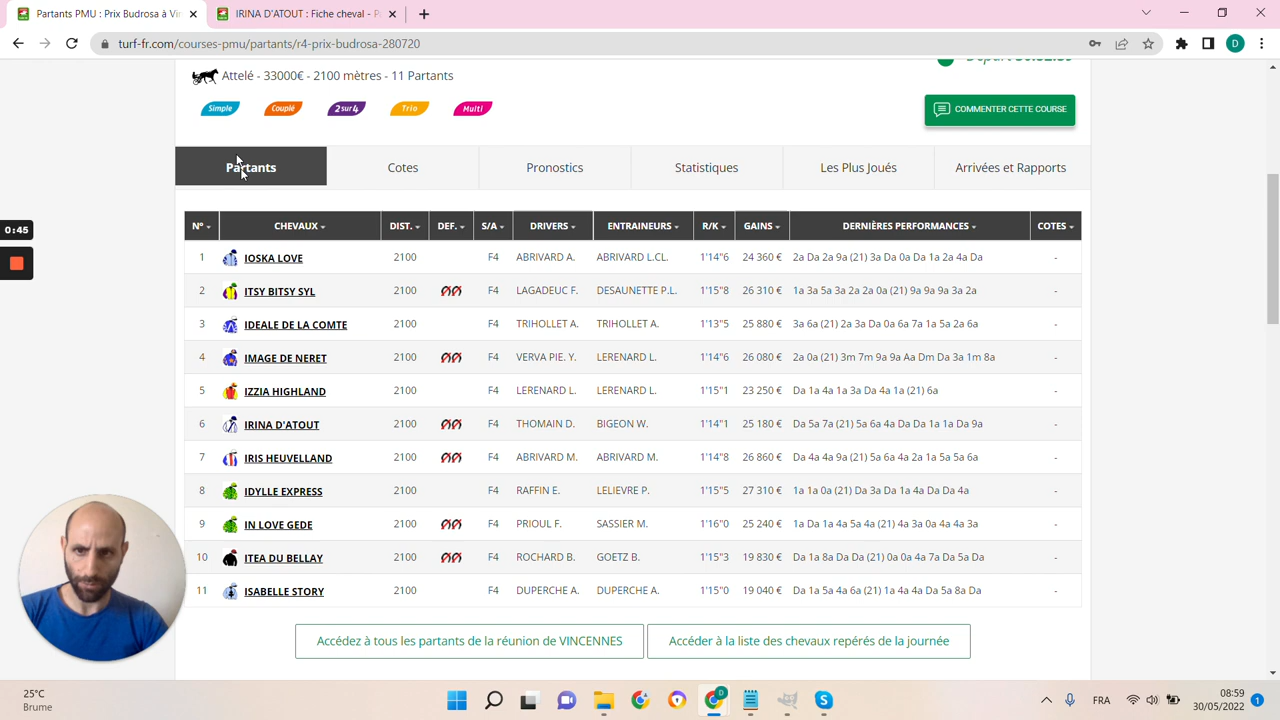 Partants PMU : Prix Budrosa à Vin
IRINA D'ATOUT : Fiche cheval - P
turf-fr.com/courses-pmu/partants/r4-prix-budrosa-280720
D
Attelé - 33000€ - 2100 mètres - 11 Partants
Simple
Couplé
2sur4
Trio
Multi
COMMENTER CETTE COURSE
Partants Cotes Pronostics Statistiques Les Plus Joués Arrivées et Rapports
0:45
N° CHEVAUX DIST. DEF. S/A DRIVERS ENTRAINEURS R/K GAINS DERNIÈRES PERFORMANCES COTES
1 IOSKA LOVE 2100 F4 ABRIVARD A. ABRIVARD L.CL. 1'14"6 24 360 € 2a Da 2a 9a (21) 3a Da 0a Da 1a 2a 4a Da -
2 ITSY BITSY SYL 2100 F4 LAGADEUC F. DESAUNETTE P.L. 1'15"8 26 310 € 1a 3a 5a 3a 2a 2a 0a (21) 9a 9a 9a 3a 2a -
3 IDEALE DE LA COMTE 2100 F4 TRIHOLLET A. TRIHOLLET A. 1'13"5 25 880 € 3a 6a (21) 2a 3a Da 0a 6a 7a 1a 5a 2a 6a -
4 IMAGE DE NERET 2100 F4 VERVA PIE. Y. LERENARD L. 1'14"6 26 080 € 2a 0a (21) 3m 7m 9a 9a Aa Dm Da 3a 1m 8a -
5 IZZIA HIGHLAND 2100 F4 LERENARD L. LERENARD L. 1'15"1 23 250 € Da 1a 4a 1a 3a Da 4a 1a (21) 6a -
6 IRINA D'ATOUT 2100 F4 THOMAIN D. BIGEON W. 1'14"1 25 180 € Da 5a 7a (21) 5a 6a 4a Da Da 1a 1a Da 9a -
7 IRIS HEUVELLAND 2100 F4 ABRIVARD M. ABRIVARD M. 1'14"8 26 860 € Da 4a 4a 9a (21) 5a 6a 4a 2a 1a 5a 5a 6a -
8 IDYLLE EXPRESS 2100 F4 RAFFIN E. LELIEVRE P. 1'15"5 27 310 € 1a 1a 0a (21) Da 3a Da 1a 4a Da Da 4a -
9 IN LOVE GEDE 2100 F4 PRIOUL F. SASSIER M. 1'16"0 25 240 € 1a Da 1a 4a 5a 4a (21) 4a 3a 0a 4a 4a 3a -
10 ITEA DU BELLAY 2100 F4 ROCHARD B. GOETZ B. 1'15"3 19 830 € Da 1a 8a Da Da (21) 0a 0a 4a 7a Da 5a Da -
11 ISABELLE STORY 2100 F4 DUPERCHE A. DUPERCHE A. 1'15"0 19 040 € Da 1a 5a 4a 6a (21) 1a 4a 4a Da 5a 8a Da -
Accédez à tous les partants de la réunion de VINCENNES
Accéder à la liste des chevaux repérés de la journée
25°C
Brume
FRA
08:59
30/05/2022
1